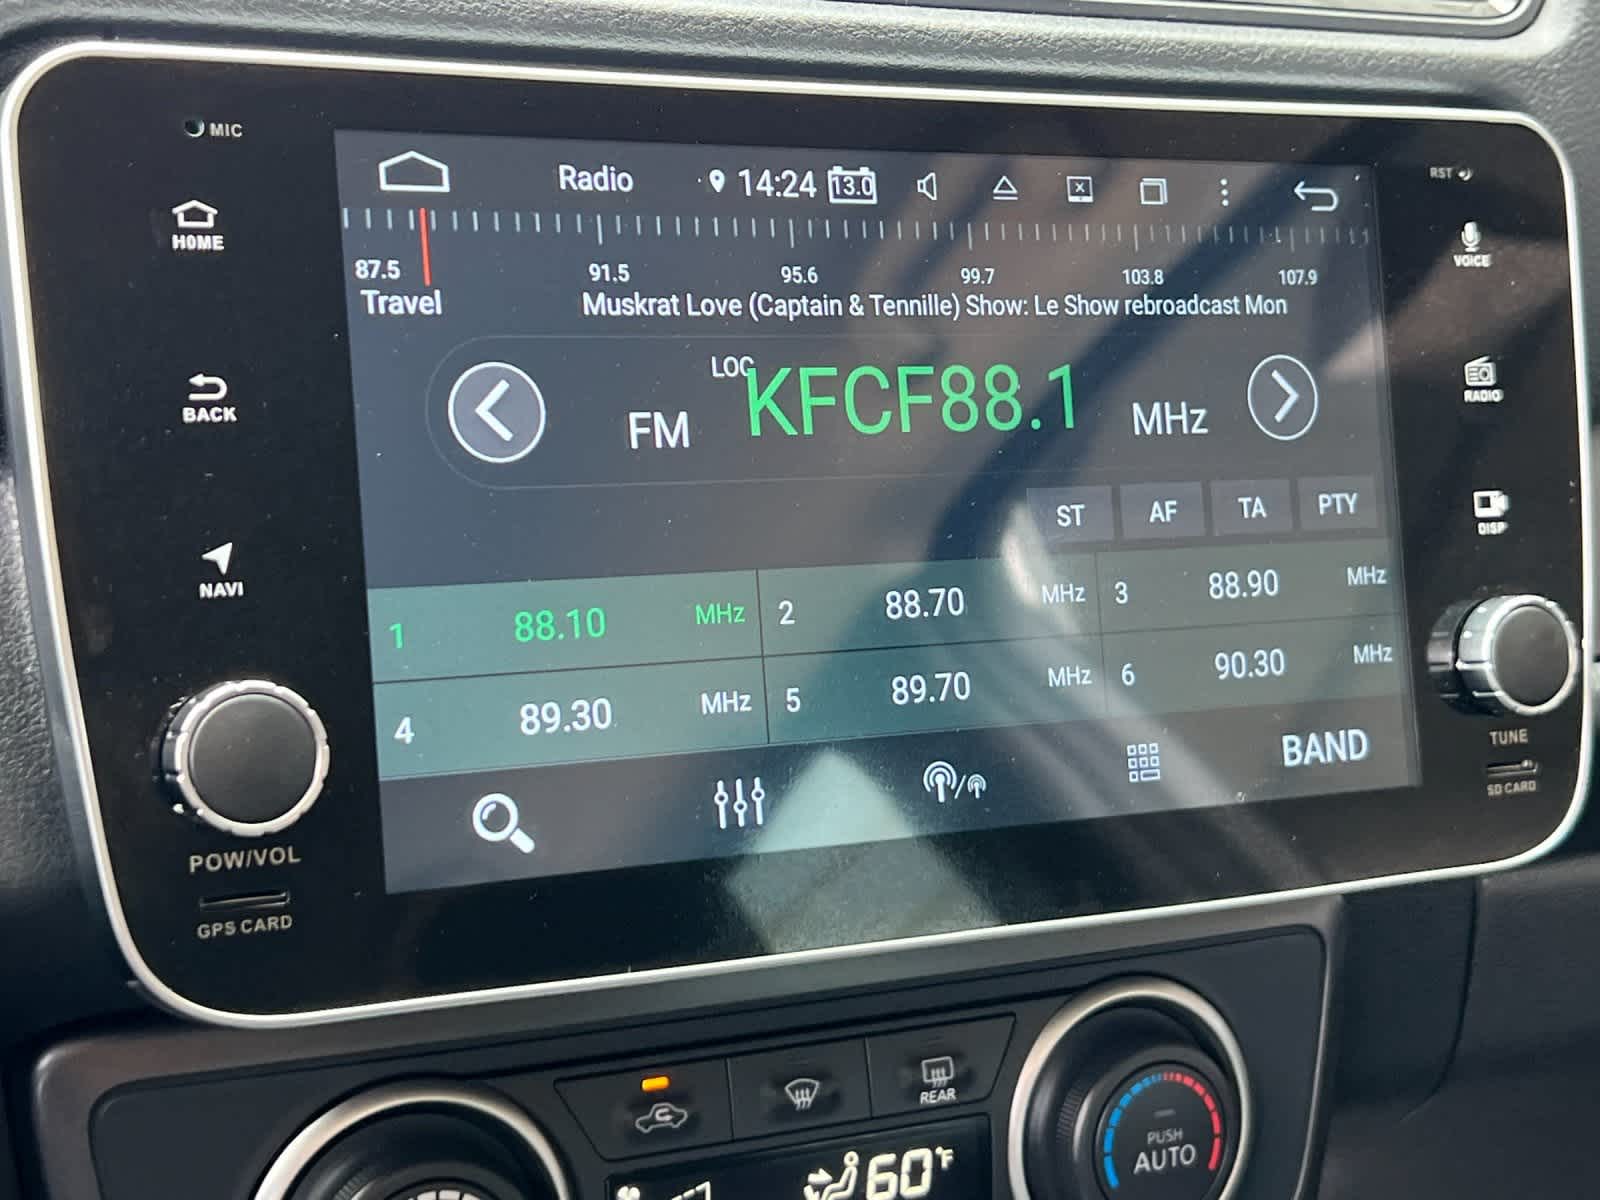 MIC
HOME
BACK
NAVI
POW/VOL
GPS CARD
Radio 14:24 13.0
87.5 91.5 95.6 99.7 103.8 107.9
Travel Muskrat Love (Captain & Tennille) Show: Le Show rebroadcast Mon
LOC
FM KFCF88.1 MHz
ST AF TA PTY
1 88.10 MHz 2 88.70 MHz 3 88.90 MHz
4 89.30 MHz 5 89.70 MHz 6 90.30 MHz
BAND
RST
VOICE
RADIO
DISP
TUNE
SD CARD
REAR
60°F
PUSH
AUTO